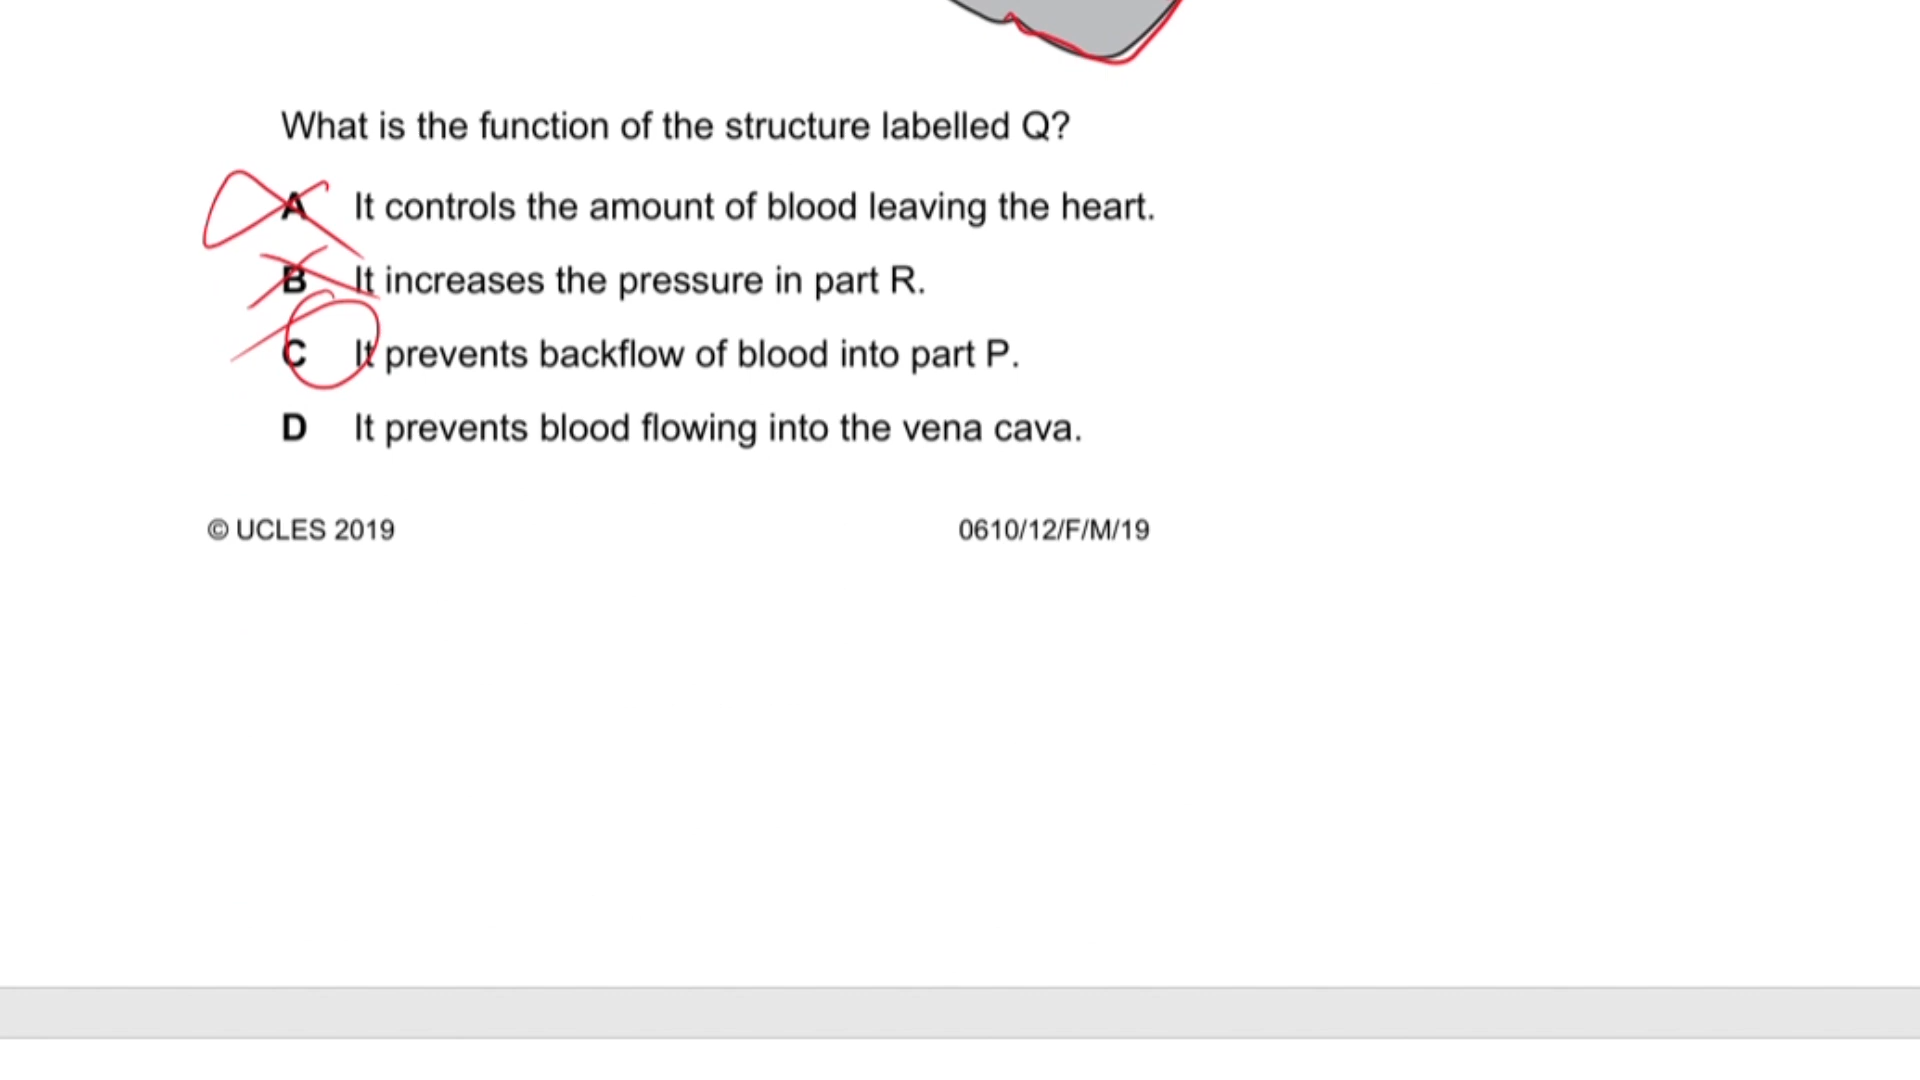 What is the function of the structure labelled Q?
A It controls the amount of blood leaving the heart.
B It increases the pressure in part R.
C It prevents backflow of blood into part P.
D It prevents blood flowing into the vena cava.
© UCLES 2019 0610/12/F/M/19